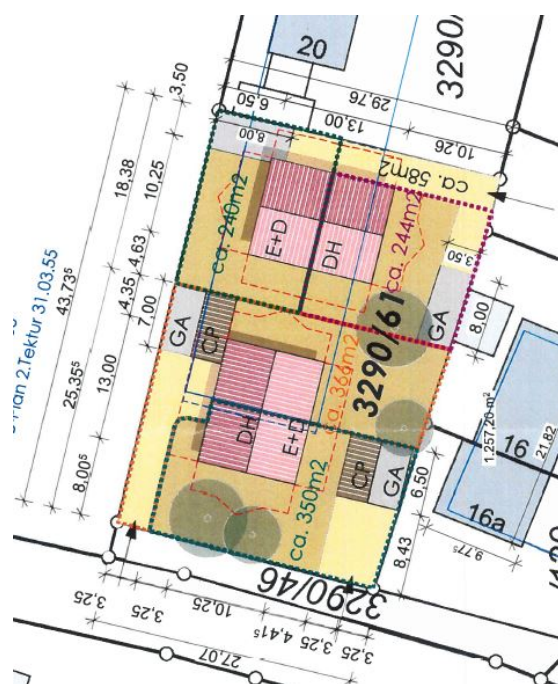 20
3290/
3,50
6.50
29,76
13,00
10,26
8,00
43,73⁵
18,38
10,25
4,63
4,35
7,00
25,35⁵
13,00
8,00⁵
Plan 2.Tektur 31.03.55
ca. 58m2
ca. 240m2
E+D
DH
ca. 244m2
3.50
GA
8,00
3290/61
GA
CP
ca. 364m2
DH
E+D
ca. 350m2
CP
GA
16
1.257,20 m²
21,82
16a
6,50
9.77⁵
8,43
3290/46
3,25
3,25
10,25
4,41⁵
3,25
3,25
27,07